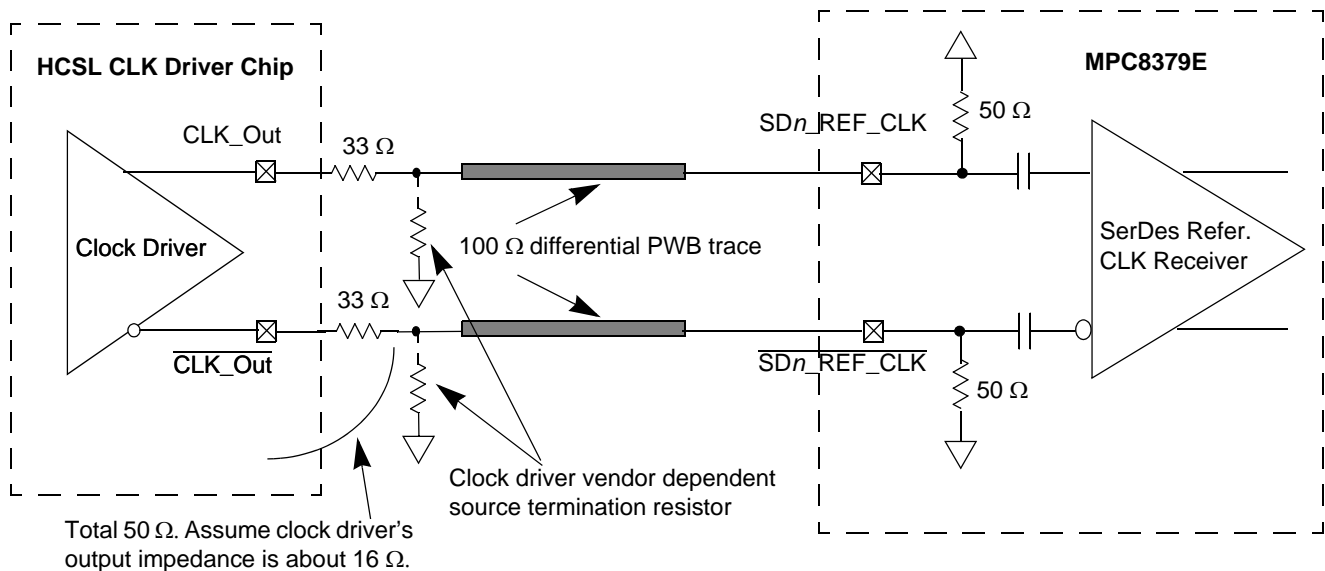 HCSL CLK Driver Chip
MPC8379E
CLK_Out
33 Ω
SDn_REF_CLK
50 Ω
Clock Driver
100 Ω differential PWB trace
SerDes Refer.
CLK Receiver
33 Ω
CLK_Out
SDn_REF_CLK
50 Ω
Clock driver vendor dependent
source termination resistor
Total 50 Ω. Assume clock driver's
output impedance is about 16 Ω.